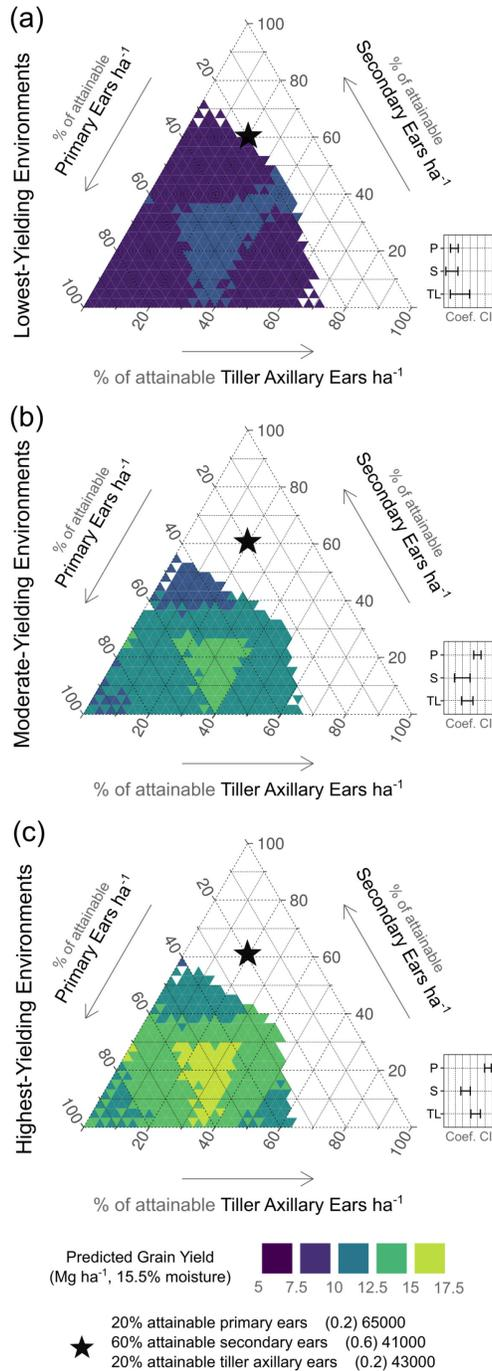 (a)
Lowest-Yielding Environments
% of attainable
Primary Ears ha-1
% of attainable
Secondary Ears ha-1
100
80
60
40
20
20
40
60
80
100
20
40
60
80
100
% of attainable Tiller Axillary Ears ha-1
P
S
TL
Coef. CI
(b)
Moderate-Yielding Environments
% of attainable
Primary Ears ha-1
% of attainable
Secondary Ears ha-1
100
80
60
40
20
20
40
60
80
100
20
40
60
80
100
% of attainable Tiller Axillary Ears ha-1
P
S
TL
Coef. CI
(c)
Highest-Yielding Environments
% of attainable
Primary Ears ha-1
% of attainable
Secondary Ears ha-1
100
80
60
40
20
20
40
60
80
100
20
40
60
80
100
% of attainable Tiller Axillary Ears ha-1
P
S
TL
Coef. CI
Predicted Grain Yield
(Mg ha-1, 15.5% moisture)
5 7.5 10 12.5 15 17.5
20% attainable primary ears (0.2) 65000
★ 60% attainable secondary ears (0.6) 41000
20% attainable tiller axillary ears (0.2) 43000